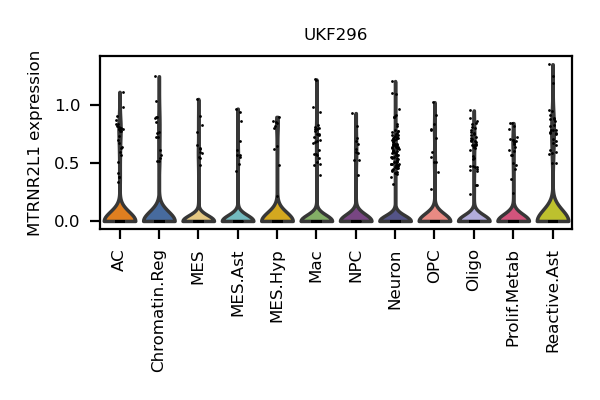 UKF296
MTRNR2L1 expression
1.0
0.5
0.0
AC
Chromatin.Reg
MES
MES.Ast
MES.Hyp
Mac
NPC
Neuron
OPC
Oligo
Prolif.Metab
Reactive.Ast